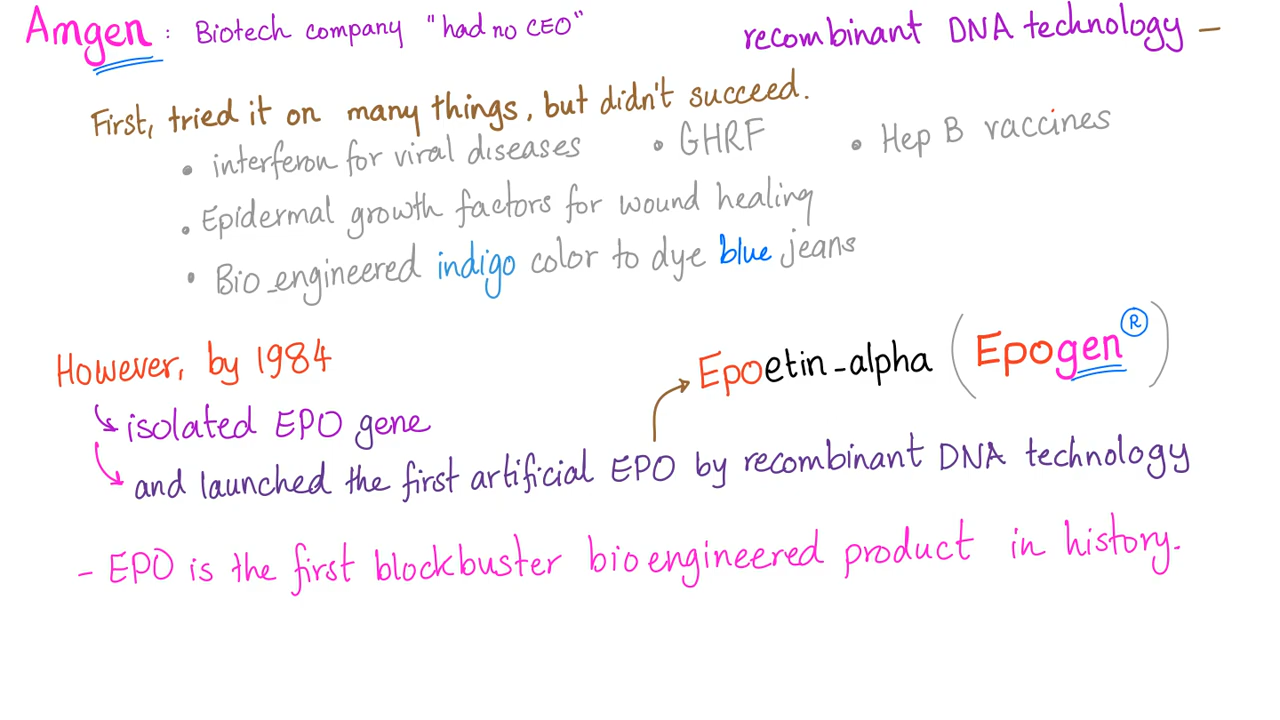 Amgen : Biotech company "had no CEO" recombinant DNA technology –
First, tried it on many things, but didn't succeed.
• interferon for viral diseases • GHRF • Hep B vaccines
• Epidermal growth factors for wound healing
• Bio_engineered indigo color to dye blue jeans
However, by 1984
Epoetin-alpha (Epogen®)
↳ isolated EPO gene
↳ and launched the first artificial EPO by recombinant DNA technology
- EPO is the first blockbuster bioengineered product in history.